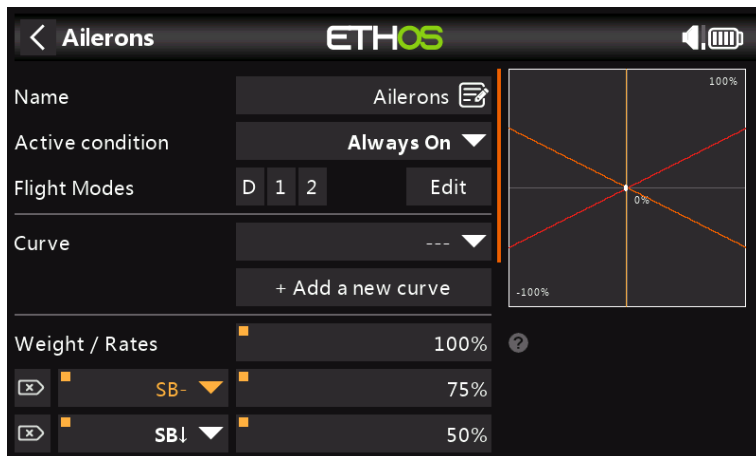 Ailerons
ETHOS
Name
Ailerons
Active condition
Always On
Flight Modes
D 1 2
Edit
Curve
---
+ Add a new curve
Weight / Rates
100%
SB-
75%
SB↓
50%
100%
0%
-100%
?